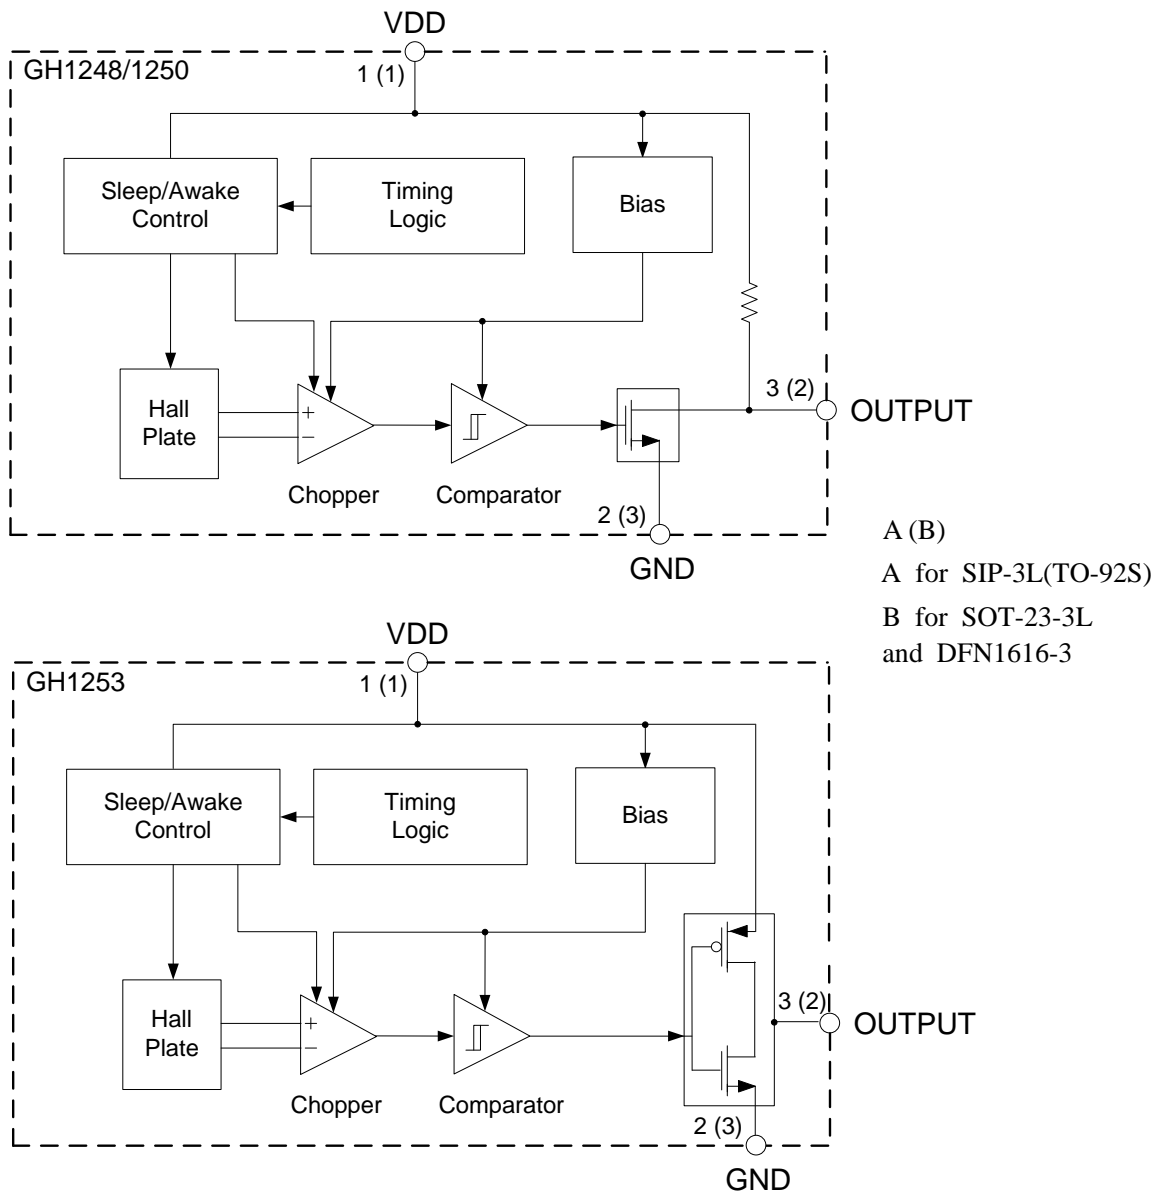 VDD
GH1248/1250
1 (1)
Sleep/Awake
Control
Timing
Logic
Bias
Hall
Plate
+
−
Chopper
Comparator
3 (2)
OUTPUT
2 (3)
GND
A (B)
A for SIP-3L(TO-92S)
B for SOT-23-3L
and DFN1616-3
VDD
GH1253
1 (1)
Sleep/Awake
Control
Timing
Logic
Bias
Hall
Plate
+
−
Chopper
Comparator
3 (2)
OUTPUT
2 (3)
GND